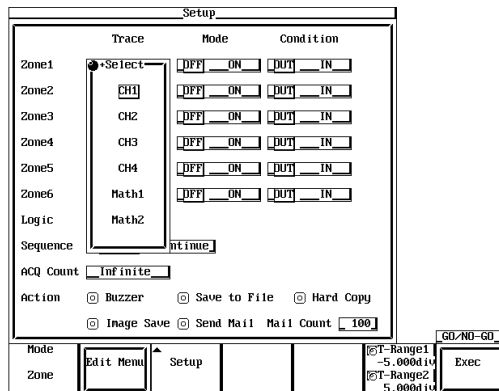 Setup
Trace Mode Condition
+Select
Zone1 OFF ON OUT IN
Zone2 CH1 OFF ON OUT IN
Zone3 CH2 OFF ON OUT IN
Zone4 CH3 OFF ON OUT IN
Zone5 CH4 OFF ON OUT IN
Zone6 Math1 OFF ON OUT IN
Logic Math2
Sequence ntinue
ACQ Count Infinite
Action Buzzer Save to File Hard Copy
Image Save Send Mail Mail Count 100
GO/NO-GO
Mode
Zone
Edit Menu
Setup
T-Range1
-5.000div
T-Range2
5.000div
Exec